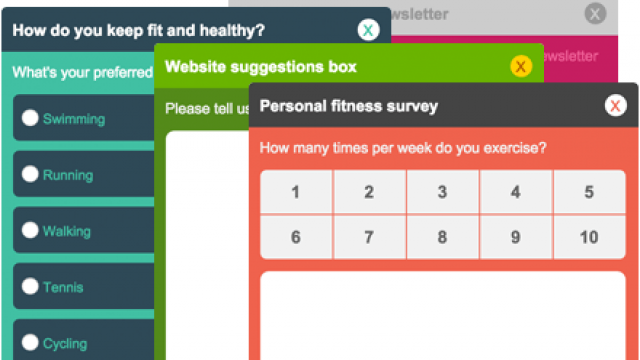 wsletter
X
newsletter
How do you keep fit and healthy?
X
What's your preferred
Swimming
Running
Walking
Tennis
Cycling
Website suggestions box
X
Please tell us
Personal fitness survey
X
How many times per week do you exercise?
1 2 3 4 5
6 7 8 9 10